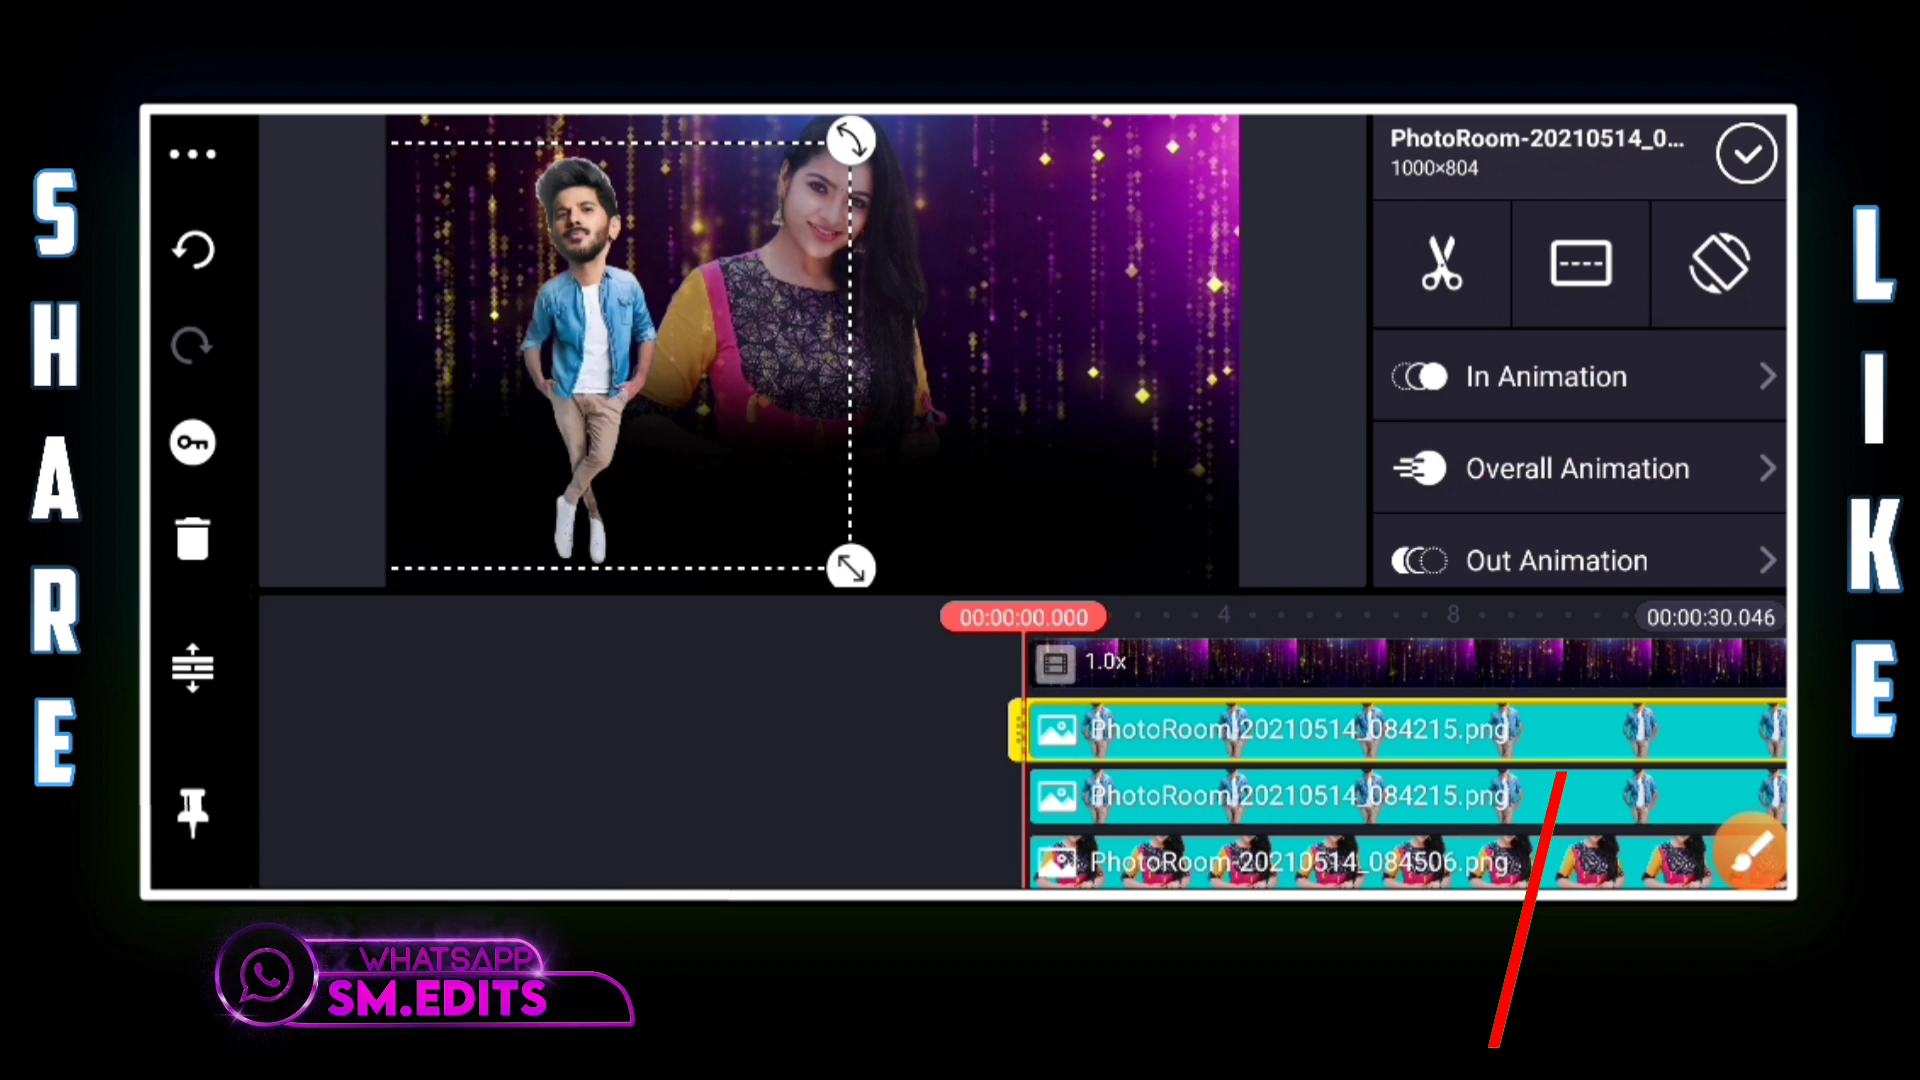 SHARE
PhotoRoom-20210514_0...
1000×804
In Animation
Overall Animation
Out Animation
00:00:00.000
4
8
00:00:30.046
1.0x
PhotoRoom-20210514_084215.png
PhotoRoom-20210514_084215.png
PhotoRoom-20210514_084506.png
LIKE
WHATSAPP
SM.EDITS